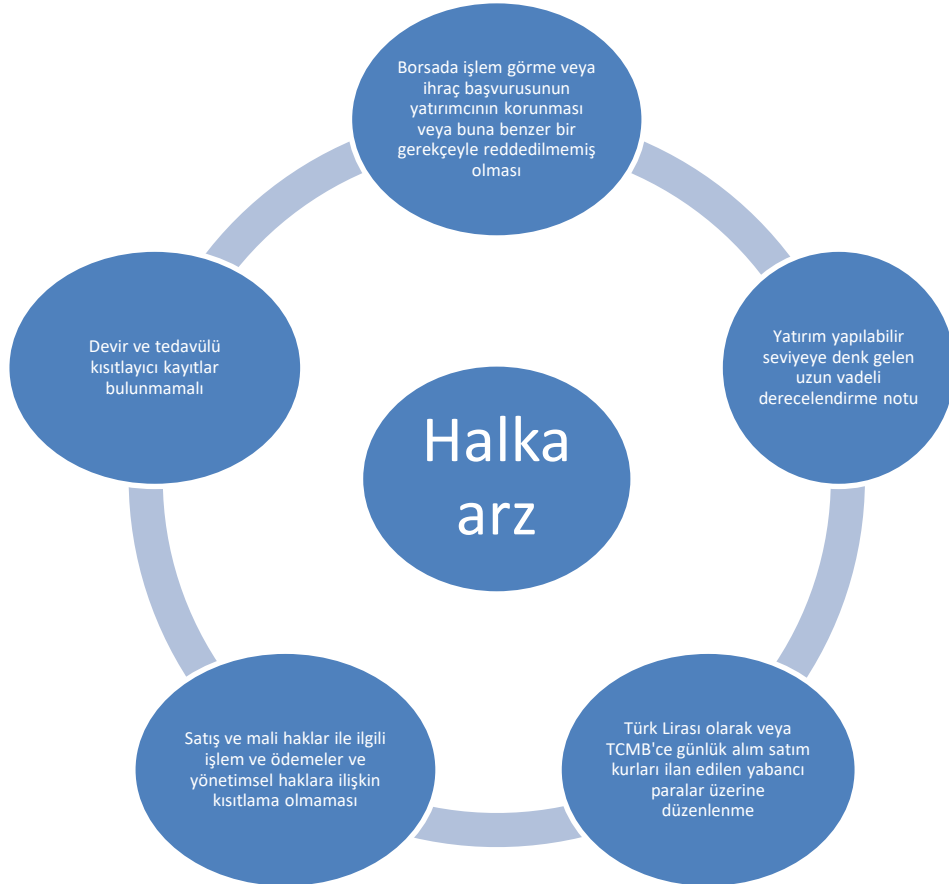 Borsada işlem görme veya
ihraç başvurusunun
yatırımcının korunması
veya buna benzer bir
gerekçeyle reddedilmemiş
olması
Devir ve tedavülü
kısıtlayıcı kayıtlar
bulunmamalı
Yatırım yapılabilir
seviyeye denk gelen
uzun vadeli
derecelendirme notu
Halka
arz
Satış ve mali haklar ile ilgili
işlem ve ödemeler ve
yönetimsel haklara ilişkin
kısıtlama olmaması
Türk Lirası olarak veya
TCMB'ce günlük alım satım
kurları ilan edilen yabancı
paralar üzerine
düzenlenme